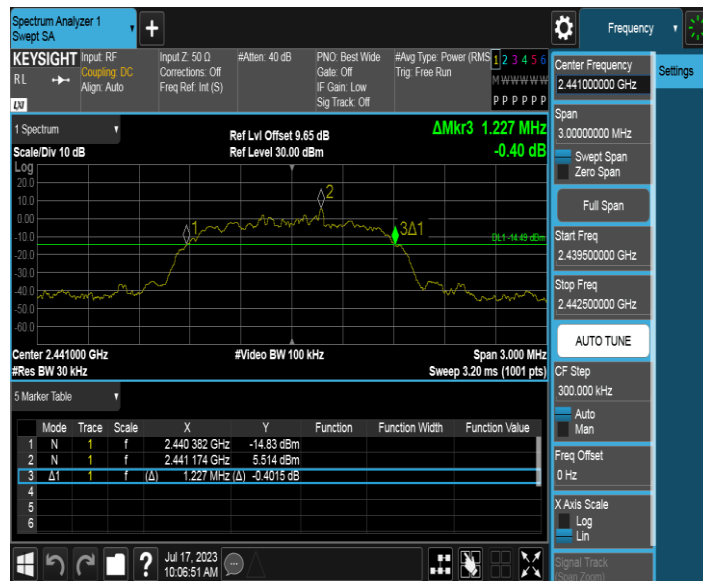 Spectrum Analyzer 1
Swept SA
+
Frequency
KEYSIGHT
RL
LXI
Input: RF
Coupling: DC
Align: Auto
Input Z: 50 Ω
Corrections: Off
Freq Ref: Int (S)
#Atten: 40 dB
PNO: Best Wide
Gate: Off
IF Gain: Low
Sig Track: Off
#Avg Type: Power (RMS
Trig: Free Run
1 2 3 4 5 6
M W W W W W
P P P P P P
1 Spectrum
Scale/Div 10 dB
Ref Lvl Offset 9.65 dB
Ref Level 30.00 dBm
ΔMkr3 1.227 MHz
-0.40 dB
Log
20.0
10.0
0.00
-10.0
-20.0
-30.0
-40.0
-50.0
-60.0
1
2
3Δ1
DL1 -14.49 dBm
Center 2.441000 GHz
#Video BW 100 kHz
Span 3.000 MHz
#Res BW 30 kHz
Sweep 3.20 ms (1001 pts)
5 Marker Table
Mode Trace Scale X Y Function Function Width Function Value
1 N 1 f 2.440 382 GHz -14.83 dBm
2 N 1 f 2.441 174 GHz 5.514 dBm
3 Δ1 1 f (Δ) 1.227 MHz (Δ) -0.4015 dB
4
5
6
?
Jul 17, 2023
10:06:51 AM
Center Frequency
2.441000000 GHz
Settings
Span
3.00000000 MHz
Swept Span
Zero Span
Full Span
Start Freq
2.439500000 GHz
Stop Freq
2.442500000 GHz
AUTO TUNE
CF Step
300.000 kHz
Auto
Man
Freq Offset
0 Hz
X Axis Scale
Log
Lin
Signal Track
(Span Zoom)